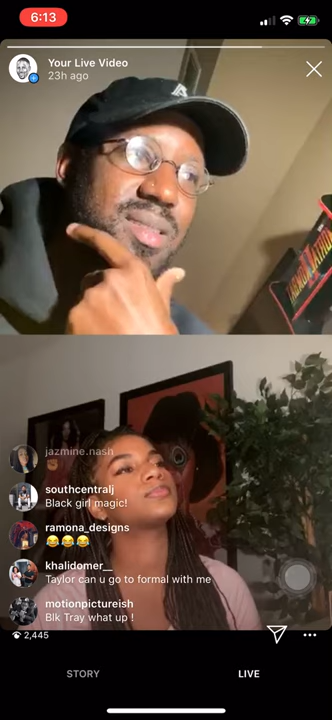 6:13
Your Live Video
23h ago
jazmine.nash
southcentralj
Black girl magic!
ramona_designs
😂😂😂
khalidomer__
Taylor can u go to formal with me
motionpictureish
Blk Tray what up !
2,445
STORY
LIVE